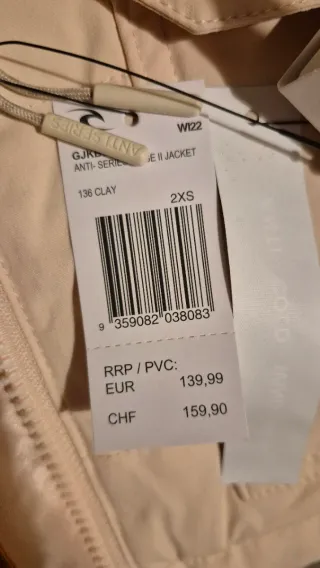 ANTI-SERIES
WI22
ANTI- SERIES
II JACKET
136 CLAY
2XS
9 359082 038083
RRP / PVC:
EUR 139,99
CHF 159,90